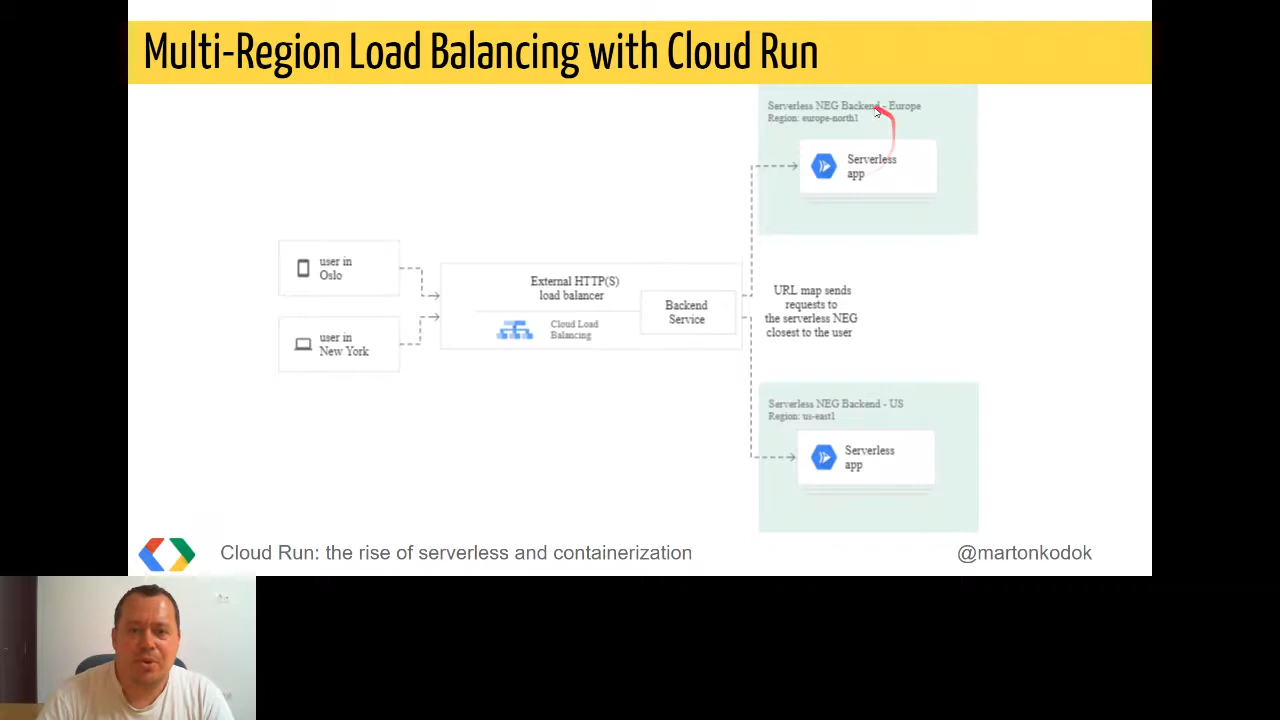 Multi-Region Load Balancing with Cloud Run
Serverless NEG Backend - Europe
Region: europe-north1
Serverless
app
user in
Oslo
user in
New York
External HTTP(S)
load balancer
Cloud Load
Balancing
Backend
Service
URL map sends
requests to
the serverless NEG
closest to the user
Serverless NEG Backend - US
Region: us-east1
Serverless
app
Cloud Run: the rise of serverless and containerization
@martonkodok